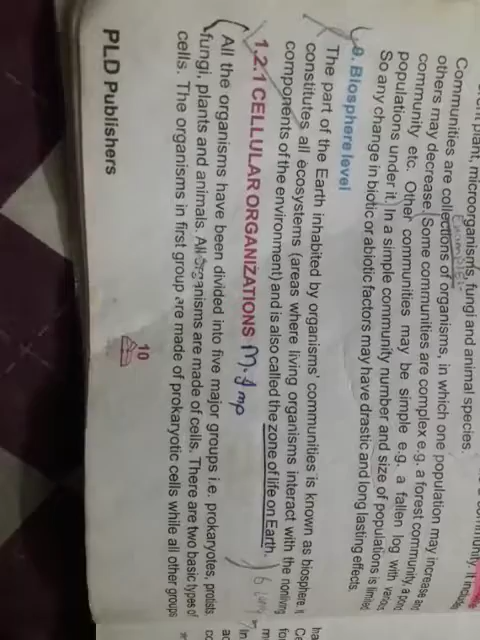 plant, microorganisms, fungi and animal species.
Communities are collections of organisms, in which one population may increase and
Example:-
others may decrease. Some communities are complex e.g. a forest community, a pond
community etc. Other communities may be simple e.g. a fallen log with various
populations under it. In a simple community number and size of populations is limited
So any change in biotic or abiotic factors may have drastic and long lasting effects.
9. Biosphere level
The part of the Earth inhabited by organisms' communities is known as biosphere. It
constitutes all ecosystems (areas where living organisms interact with the nonliving
components of the environment) and is also called the zone of life on Earth.
1.2.1 CELLULAR ORGANIZATIONS M.Imp
All the organisms have been divided into five major groups i.e. prokaryotes, protists,
fungi, plants and animals. All organisms are made of cells. There are two basic types of
cells. The organisms in first group are made of prokaryotic cells while all other groups
10
PLD Publishers